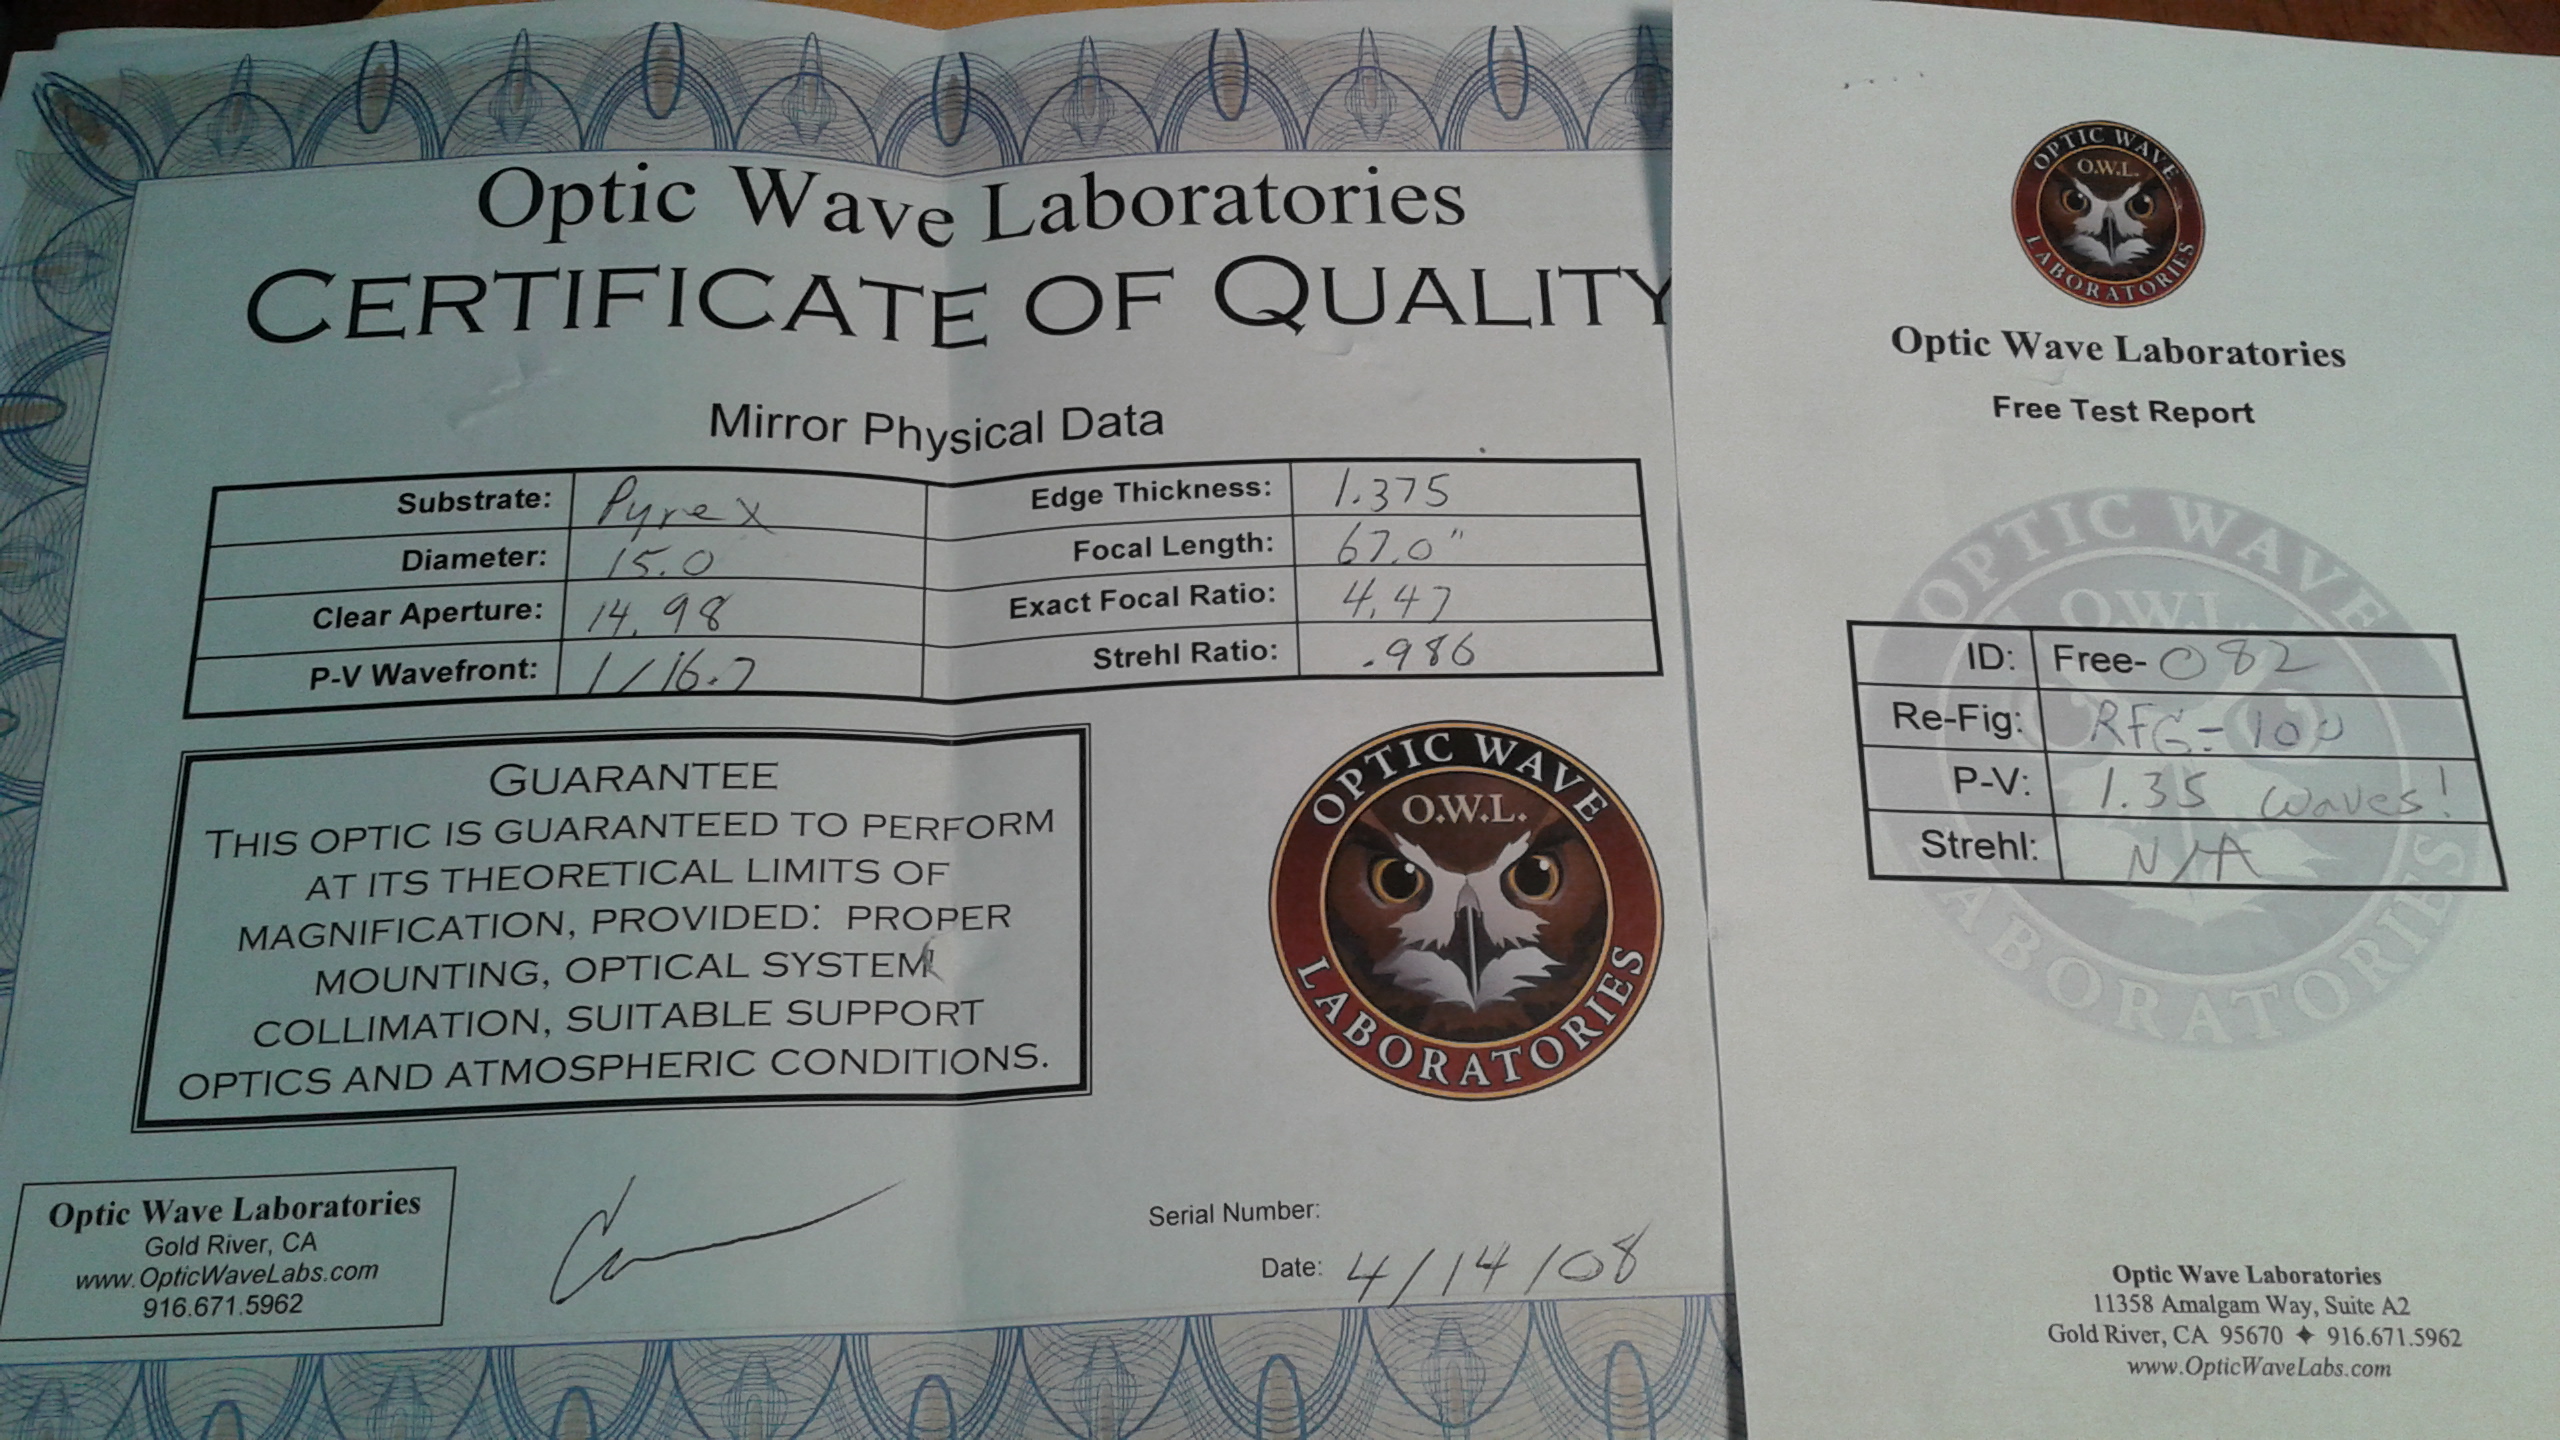 Optic Wave Laboratories
CERTIFICATE OF QUALITY
Mirror Physical Data
Substrate: Pyrex Edge Thickness: 1.375
Diameter: 15.0 Focal Length: 67.0"
Clear Aperture: 14.98 Exact Focal Ratio: 4.47
P-V Wavefront: 1/16.7 Strehl Ratio: .986
GUARANTEE
THIS OPTIC IS GUARANTEED TO PERFORM
AT ITS THEORETICAL LIMITS OF
MAGNIFICATION, PROVIDED: PROPER
MOUNTING, OPTICAL SYSTEM
COLLIMATION, SUITABLE SUPPORT
OPTICS AND ATMOSPHERIC CONDITIONS.
OPTIC WAVE
O.W.L.
LABORATORIES
Optic Wave Laboratories
Gold River, CA
www.OpticWaveLabs.com
916.671.5962
Serial Number:
Date: 4/14/08
OPTIC WAVE
O.W.L.
LABORATORIES
Optic Wave Laboratories
Free Test Report
OPTIC WAVE
O.W.L.
ID: Free-082
Re-Fig: RFG-100
P-V: 1.35 waves!
Strehl: N/A
LABORATORIES
Optic Wave Laboratories
11358 Amalgam Way, Suite A2
Gold River, CA 95670 ✦ 916.671.5962
www.OpticWaveLabs.com